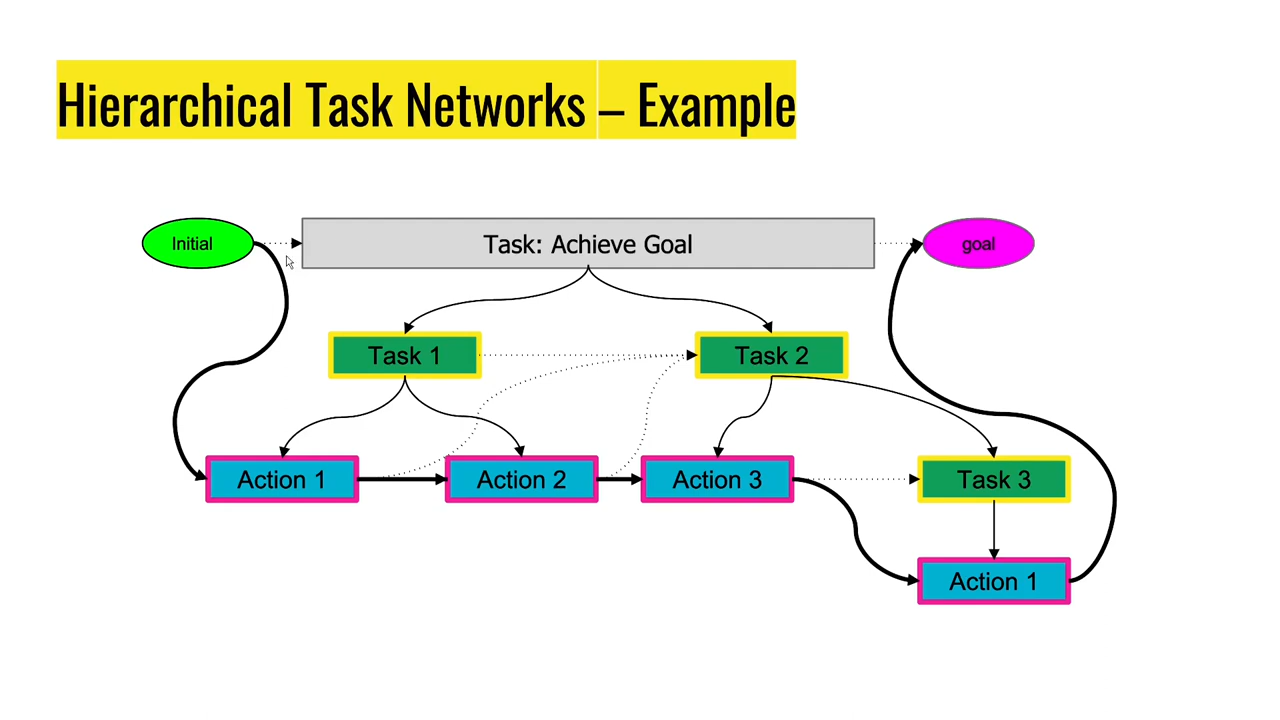 Hierarchical Task Networks – Example
Initial
Task: Achieve Goal
goal
Task 1
Task 2
Action 1
Action 2
Action 3
Task 3
Action 1